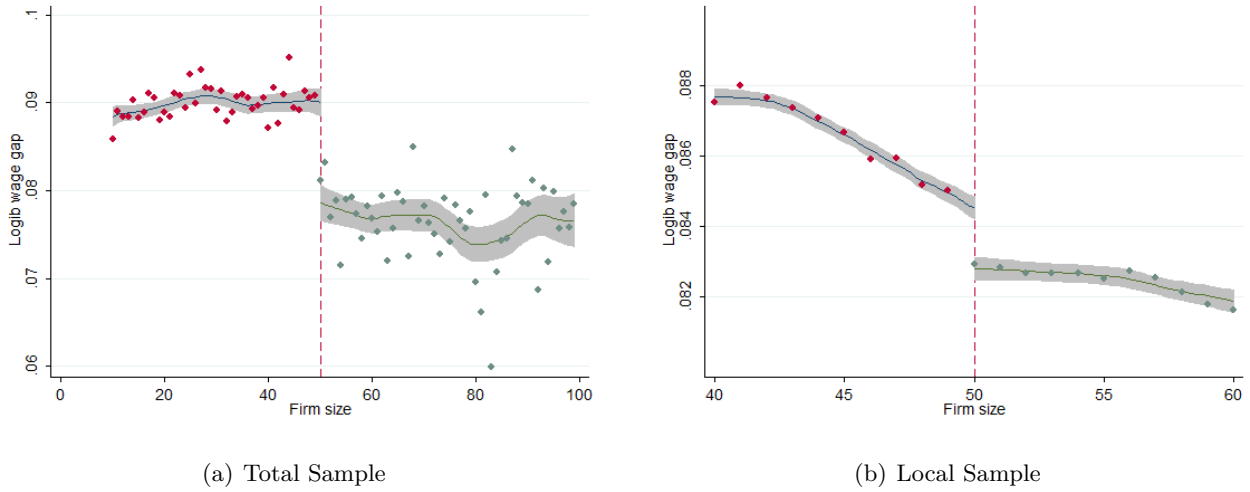 .1
.09
.08
.07
.06
Logib wage gap
0 20 40 60 80 100
Firm size
(a) Total Sample
.088
.086
.084
.082
Logib wage gap
40 45 50 55 60
Firm size
(b) Local Sample